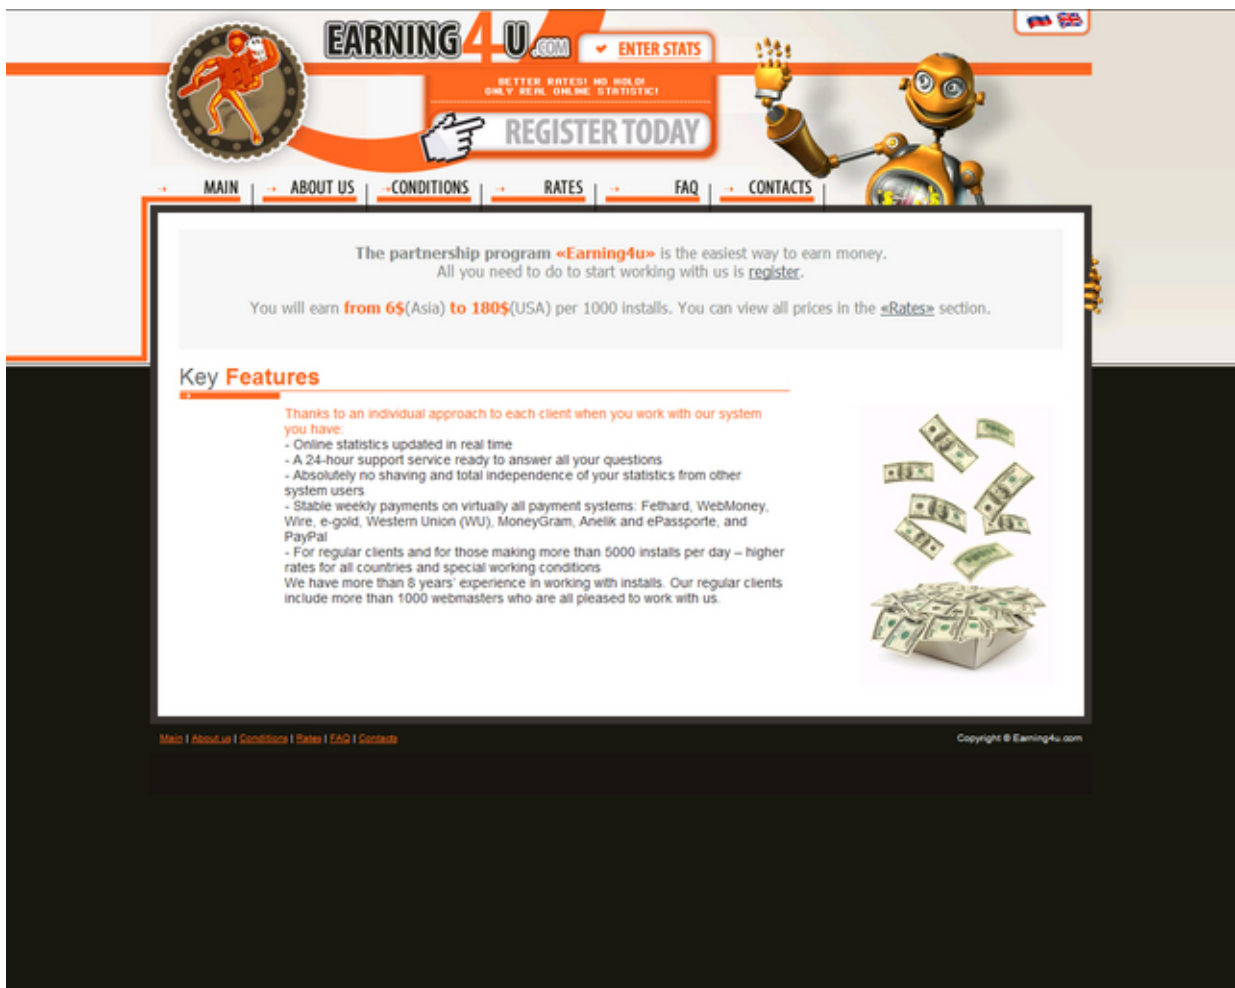 EARNING4U.COM
ENTER STATS
BETTER RATES! NO HOLD!
ONLY REAL ONLINE STATISTIC!
REGISTER TODAY
MAIN | ABOUT US | CONDITIONS | RATES | FAQ | CONTACTS |
The partnership program «Earning4u» is the easiest way to earn money.
All you need to do to start working with us is register.
You will earn from 6$(Asia) to 180$(USA) per 1000 installs. You can view all prices in the «Rates» section.
Key Features
Thanks to an individual approach to each client when you work with our system
you have:
- Online statistics updated in real time
- A 24-hour support service ready to answer all your questions
- Absolutely no shaving and total independence of your statistics from other
system users
- Stable weekly payments on virtually all payment systems: Fethard, WebMoney,
Wire, e-gold, Western Union (WU), MoneyGram, Anelik and ePassporte, and
PayPal
- For regular clients and for those making more than 5000 installs per day – higher
rates for all countries and special working conditions
We have more than 8 years' experience in working with installs. Our regular clients
include more than 1000 webmasters who are all pleased to work with us.
Main | About us | Conditions | Rates | FAQ | Contacts
Copyright © Earning4u.com